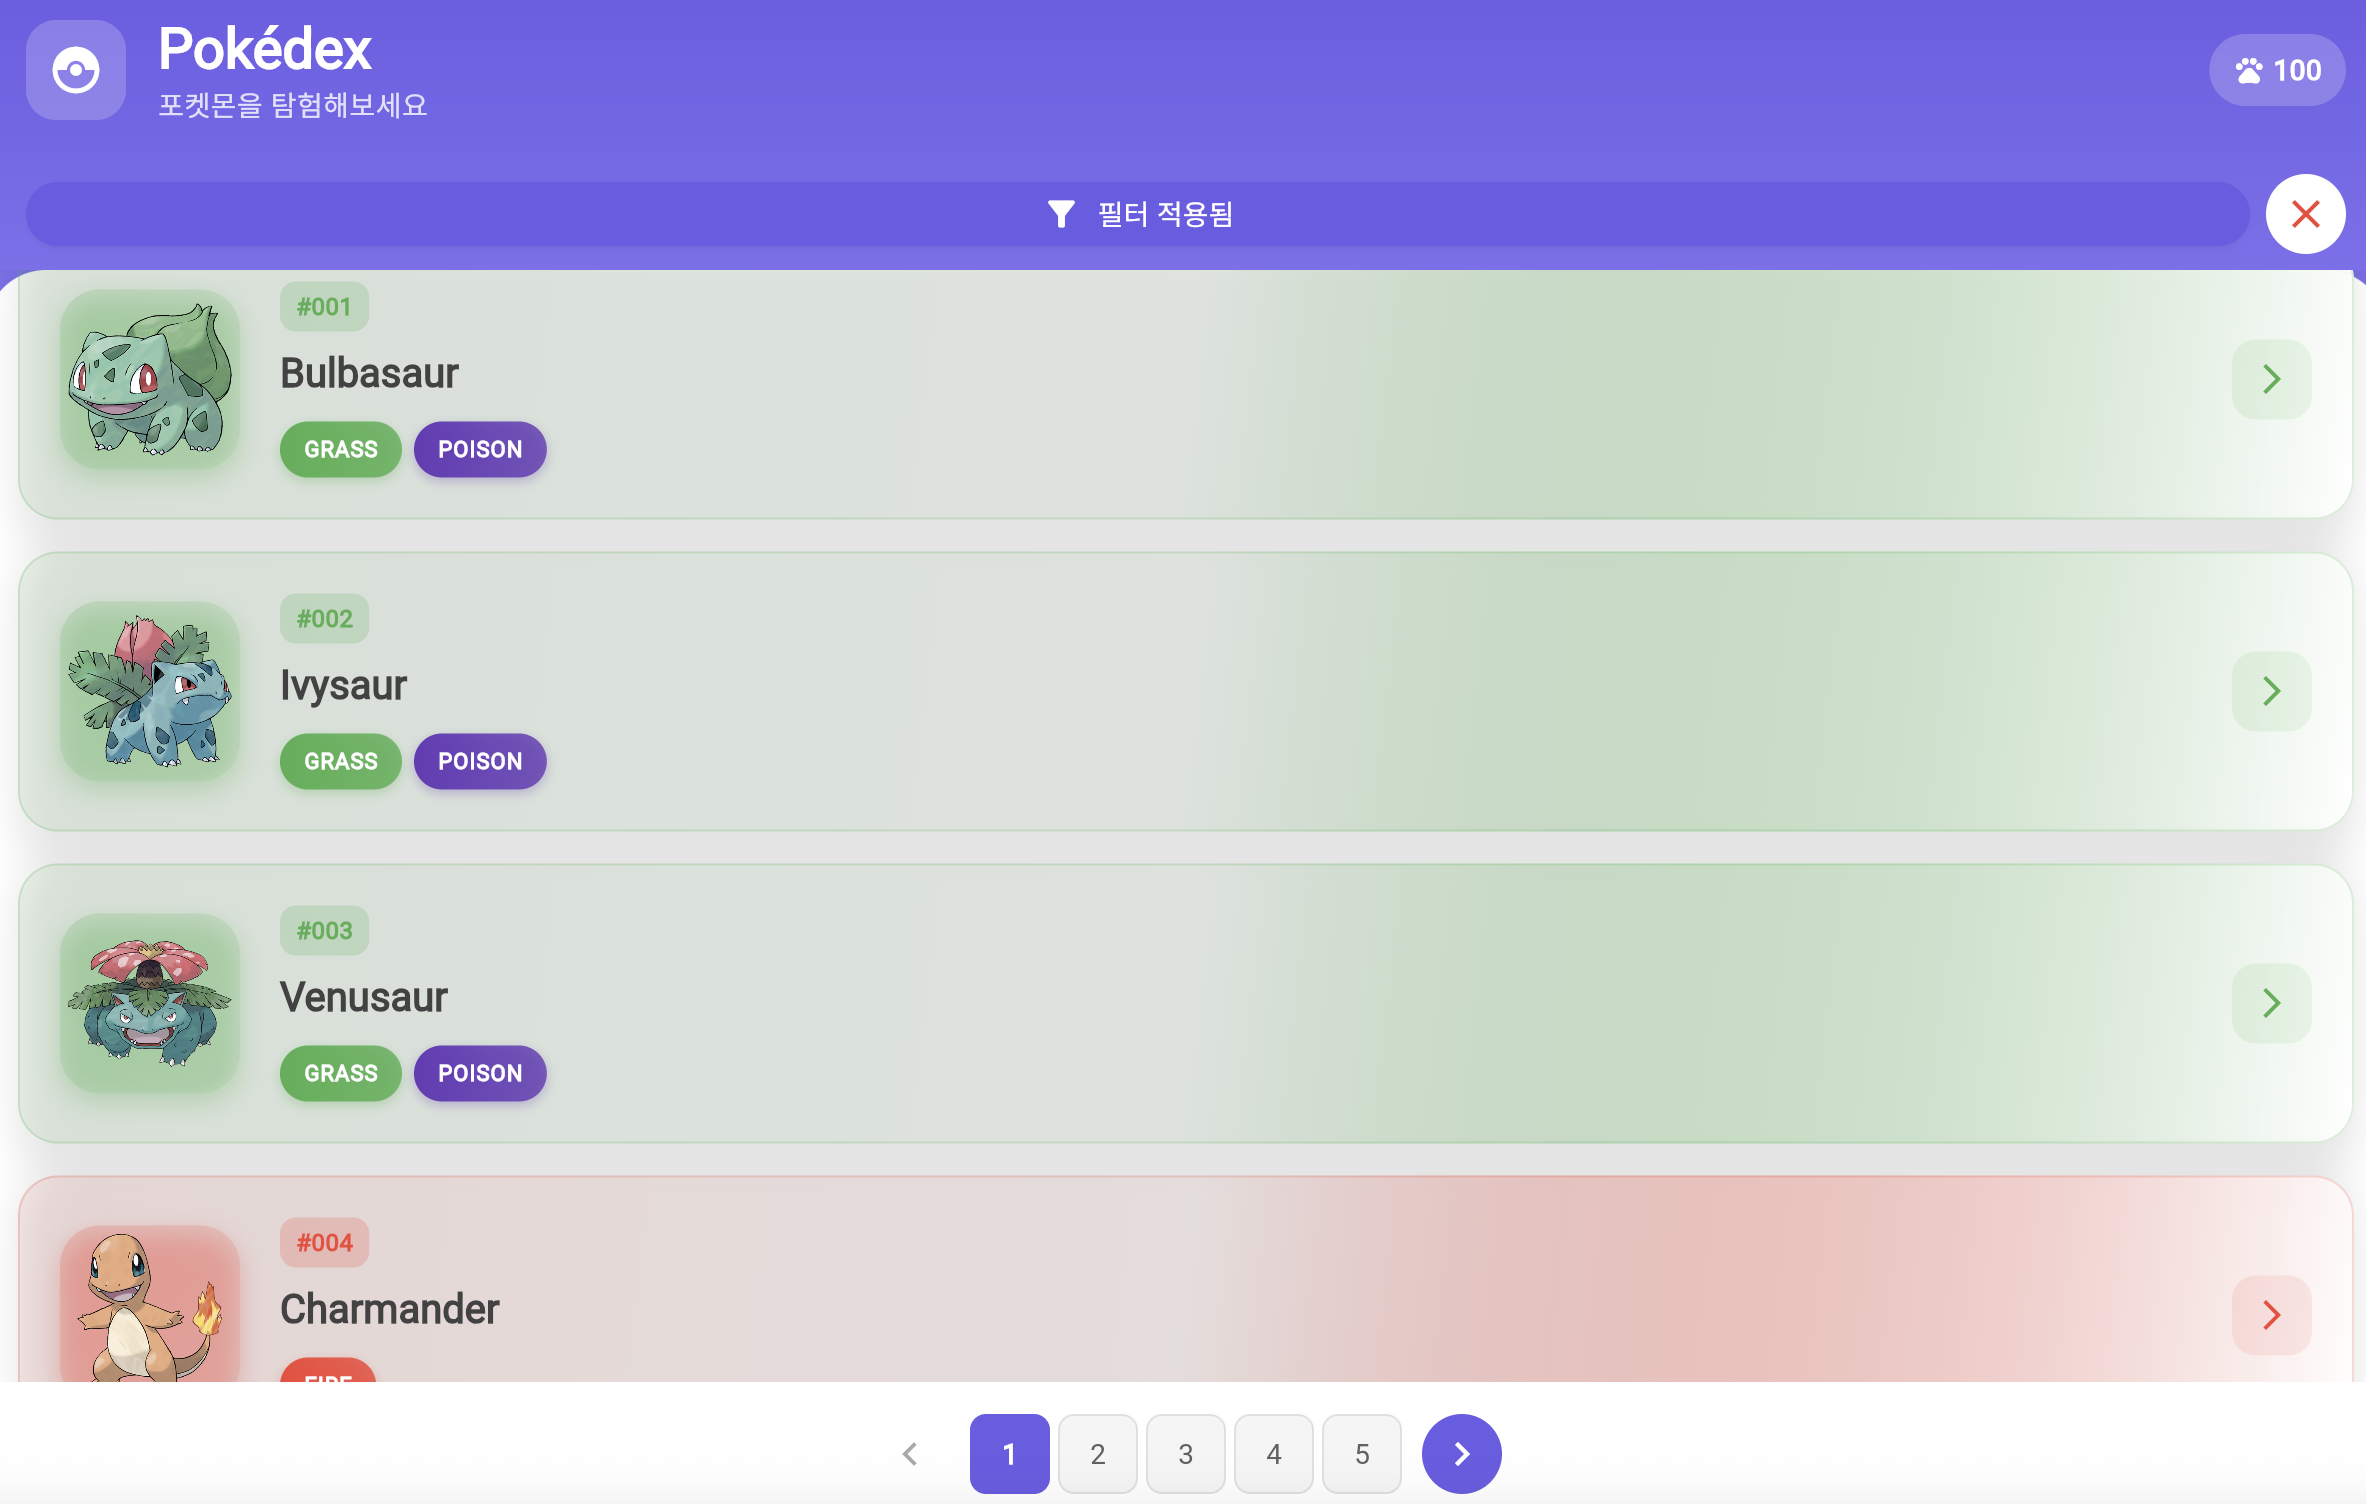 Pokédex
포켓몬을 탐험해보세요
100
필터 적용됨
#001
Bulbasaur
GRASS POISON
#002
Ivysaur
GRASS POISON
#003
Venusaur
GRASS POISON
#004
Charmander
FIRE
1 2 3 4 5